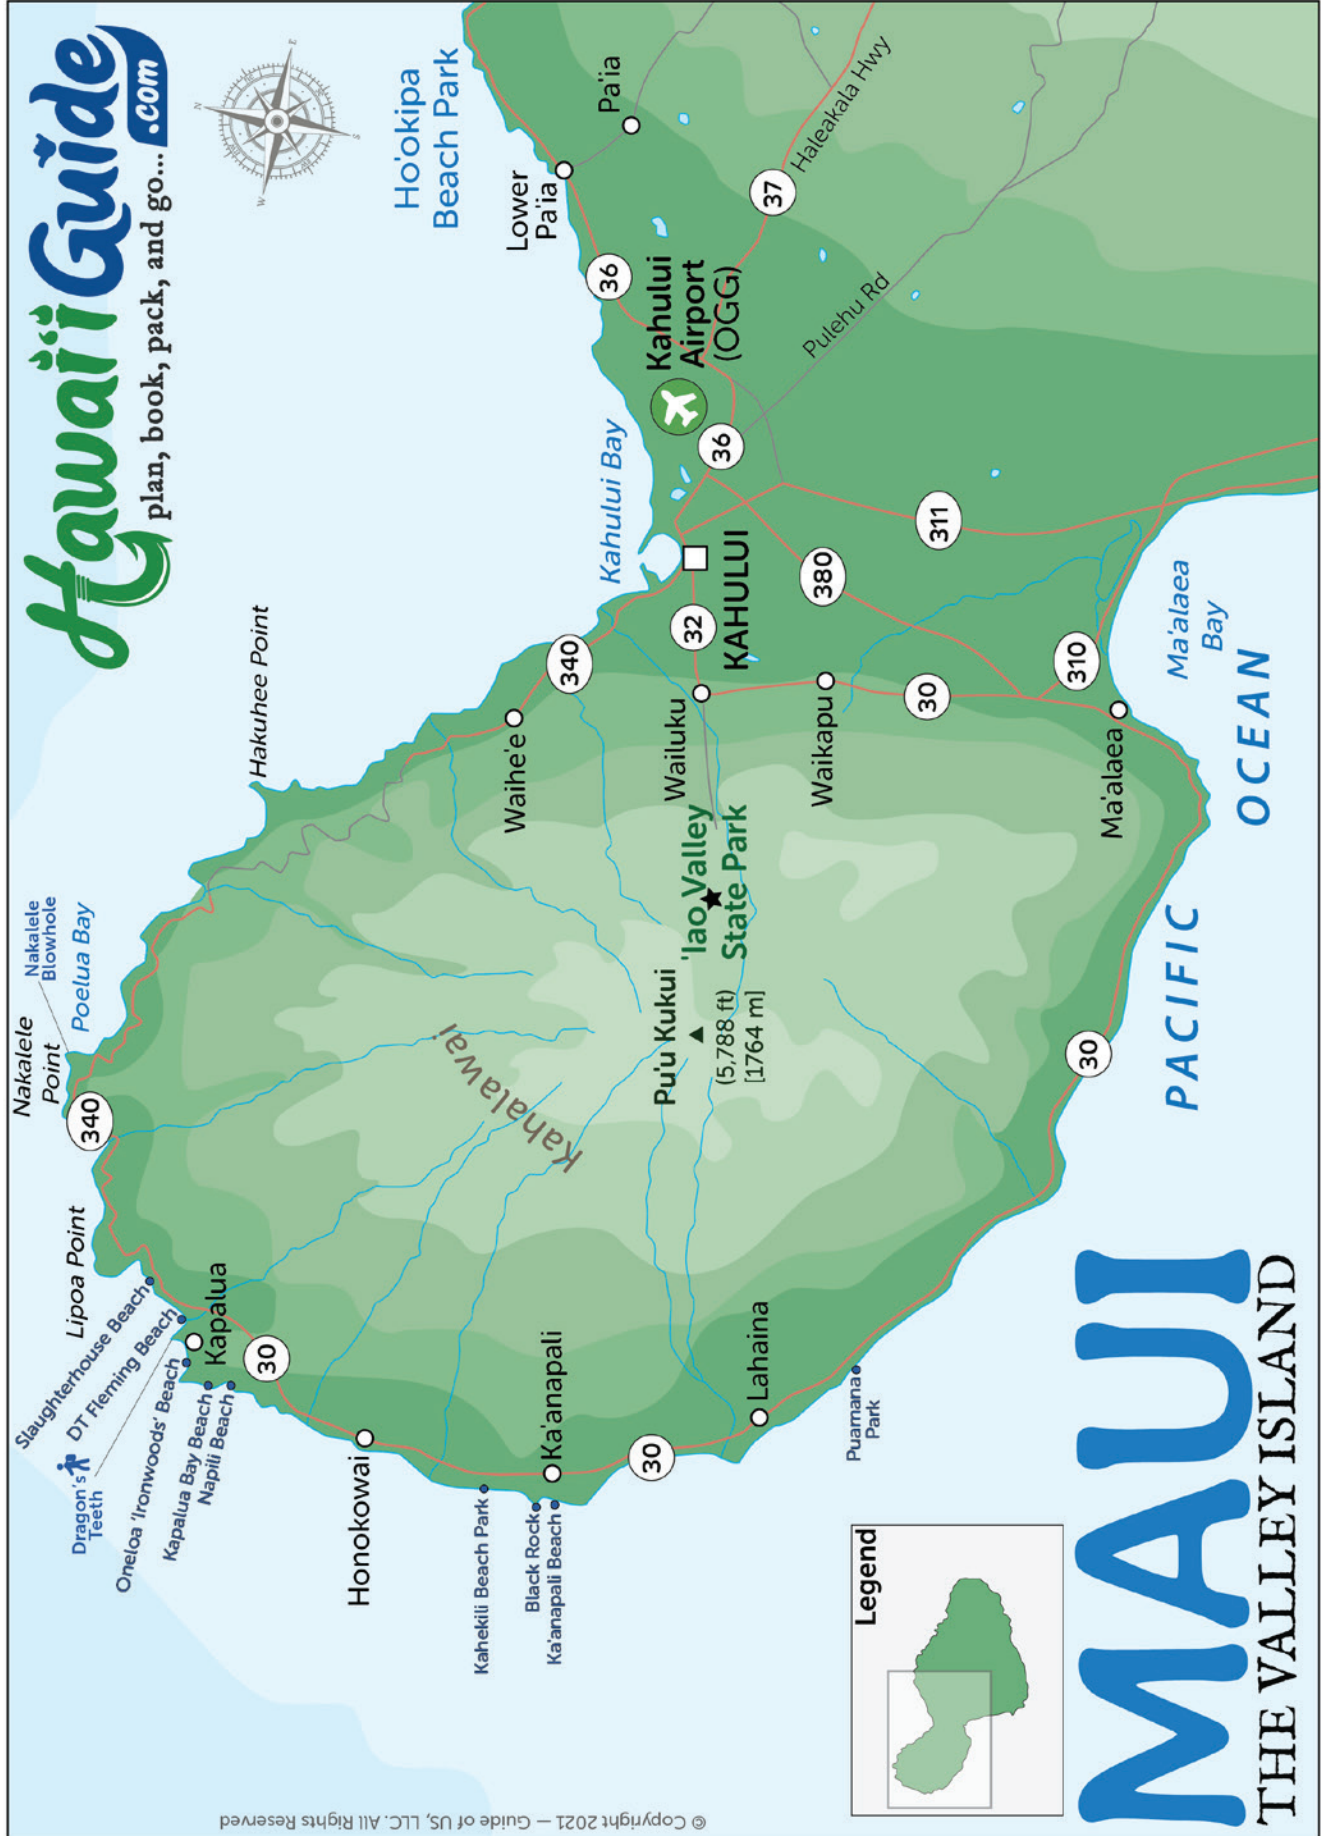 Hawai'i Guide
.com
plan, book, pack, and go...
N
E
S
W
Nakalele
Point
Nakalele
Blowhole
Poelua Bay
Hakuhee Point
340
Lipoa Point
Slaughterhouse Beach
DT Fleming Beach
Dragon's
Teeth
Oneloa 'Ironwoods' Beach
Kapalua Bay Beach
Napili Beach
Kapalua
30
Honokowai
Kahekili Beach Park
Black Rock
Ka'anapali Beach
Ka'anapali
30
Lahaina
Puamana
Park
Kahalawai
Pu'u Kukui
(5,788 ft)
[1764 m]
'Iao Valley
State Park
Waihe'e
340
Wailuku
32
KAHULUI
Waikapu
30
Ma'alaea
310
380
311
30
Kahului Bay
Kahului
Airport
(OGG)
36
36
Lower
Pa'ia
Pa'ia
Ho'okipa
Beach Park
37
Haleakala Hwy
Pulehu Rd
Ma'alaea
Bay
PACIFIC
OCEAN
Legend
MAUI
THE VALLEY ISLAND
© Copyright 2021 — Guide of US, LLC. All Rights Reserved